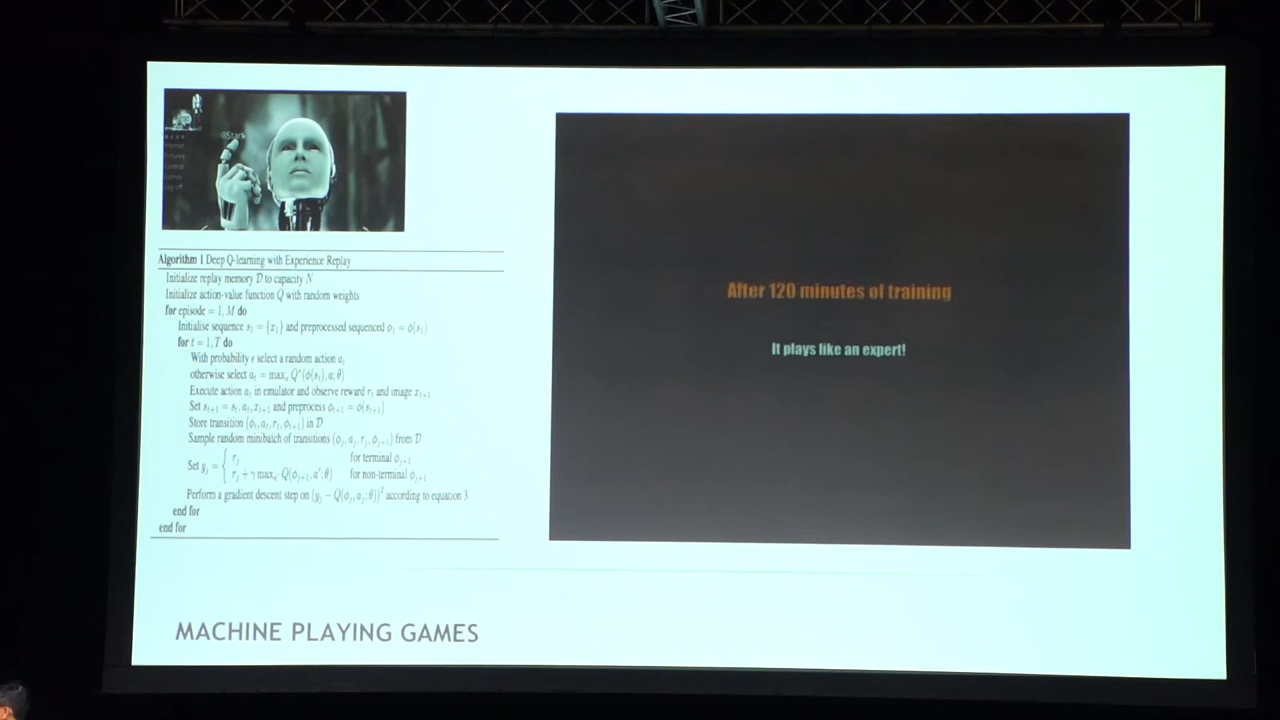 @Stark
Internet
Pictures
Control
Games
Algorithm 1 Deep Q-learning with Experience Replay
Initialize replay memory D to capacity N
Initialize action-value function Q with random weights
for episode = 1, M do
Initialise sequence s₁ = {x₁} and preprocessed sequenced ϕ₁ = ϕ(s₁)
for t = 1, T do
With probability ϵ select a random action aₜ
otherwise select aₜ = maxₐ Q*(ϕ(sₜ), a; θ)
Execute action aₜ in emulator and observe reward rₜ and image xₜ₊₁
Set sₜ₊₁ = sₜ, aₜ, xₜ₊₁ and preprocess ϕₜ₊₁ = ϕ(sₜ₊₁)
Store transition (ϕₜ, aₜ, rₜ, ϕₜ₊₁) in D
Sample random minibatch of transitions (ϕⱼ, aⱼ, rⱼ, ϕⱼ₊₁) from D
Set yⱼ = { rⱼ for terminal ϕⱼ₊₁
rⱼ + γ maxₐ′ Q(ϕⱼ₊₁, a′; θ) for non-terminal ϕⱼ₊₁
Perform a gradient descent step on (yⱼ − Q(ϕⱼ, aⱼ; θ))² according to equation 3
end for
end for
After 120 minutes of training
It plays like an expert!
MACHINE PLAYING GAMES